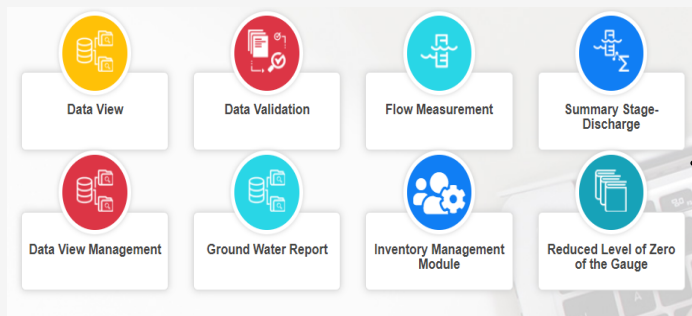 Data View
Data Validation
Flow Measurement
Summary Stage-
Discharge
Data View Management
Ground Water Report
Inventory Management
Module
Reduced Level of Zero
of the Gauge